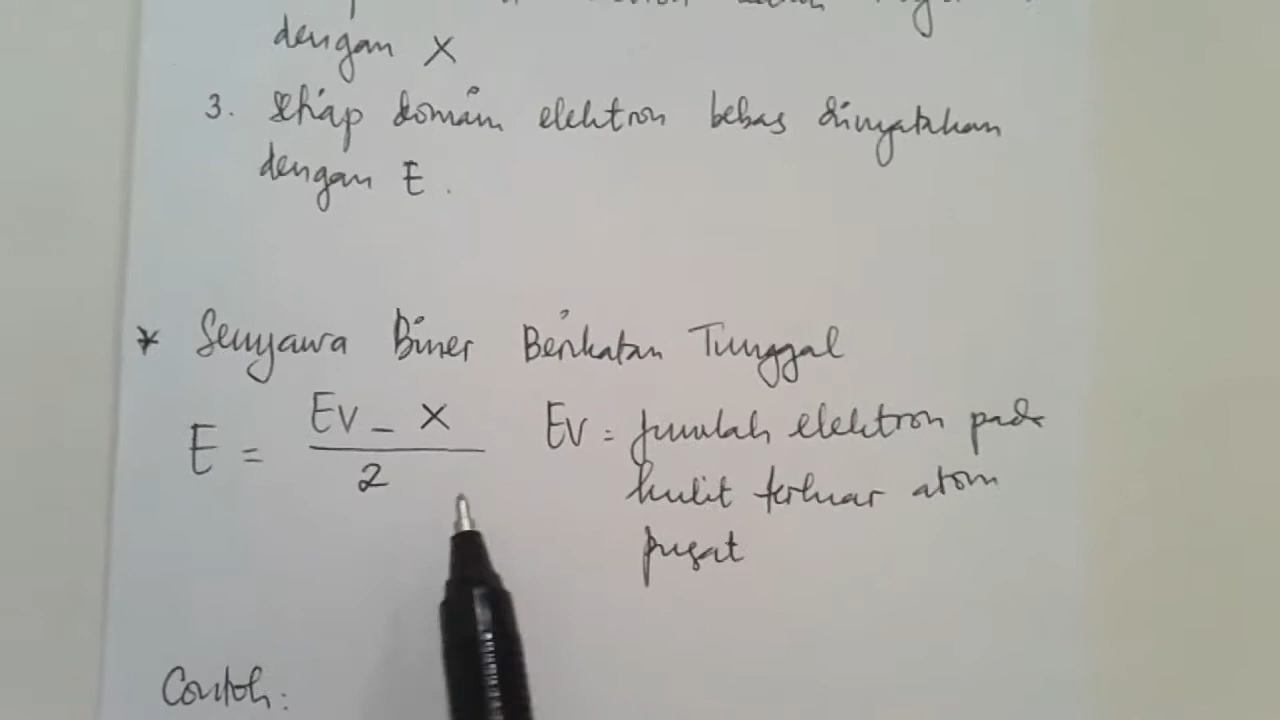 dengan X
3. Setiap domain elektron bebas dinyatakan
dengan E.
* Senyawa Biner Berikatan Tunggal
E = Ev - X / 2
Ev = Jumlah elektron pada
kulit terluar atom
pusat
Contoh: